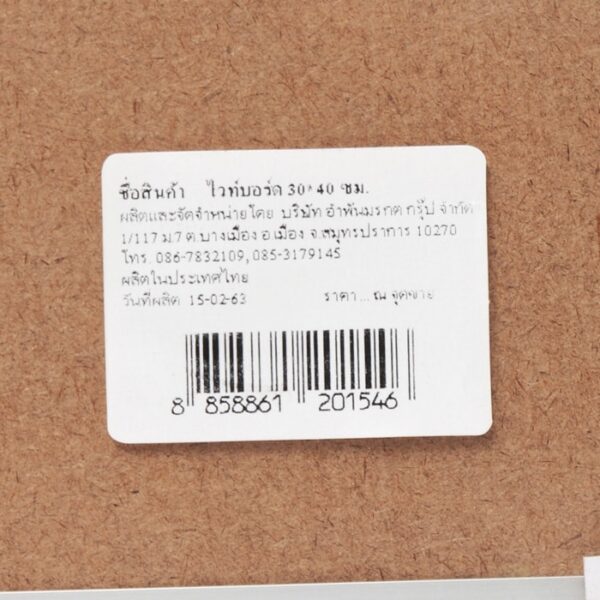 ชื่อสินค้า ไวท์บอร์ด 30*40 ซม.
ผลิตและจัดจำหน่ายโดย บริษัท อำพันมรกต กรุ๊ป จำกัด
1/117 ม.7 ต.บางเมือง อ.เมือง จ.สมุทรปราการ 10270
โทร. 086-7832109, 085-3179145
ผลิตในประเทศไทย
วันที่ผลิต 15-02-63 ราคา... ณ จุดขาย
8 858861 201546